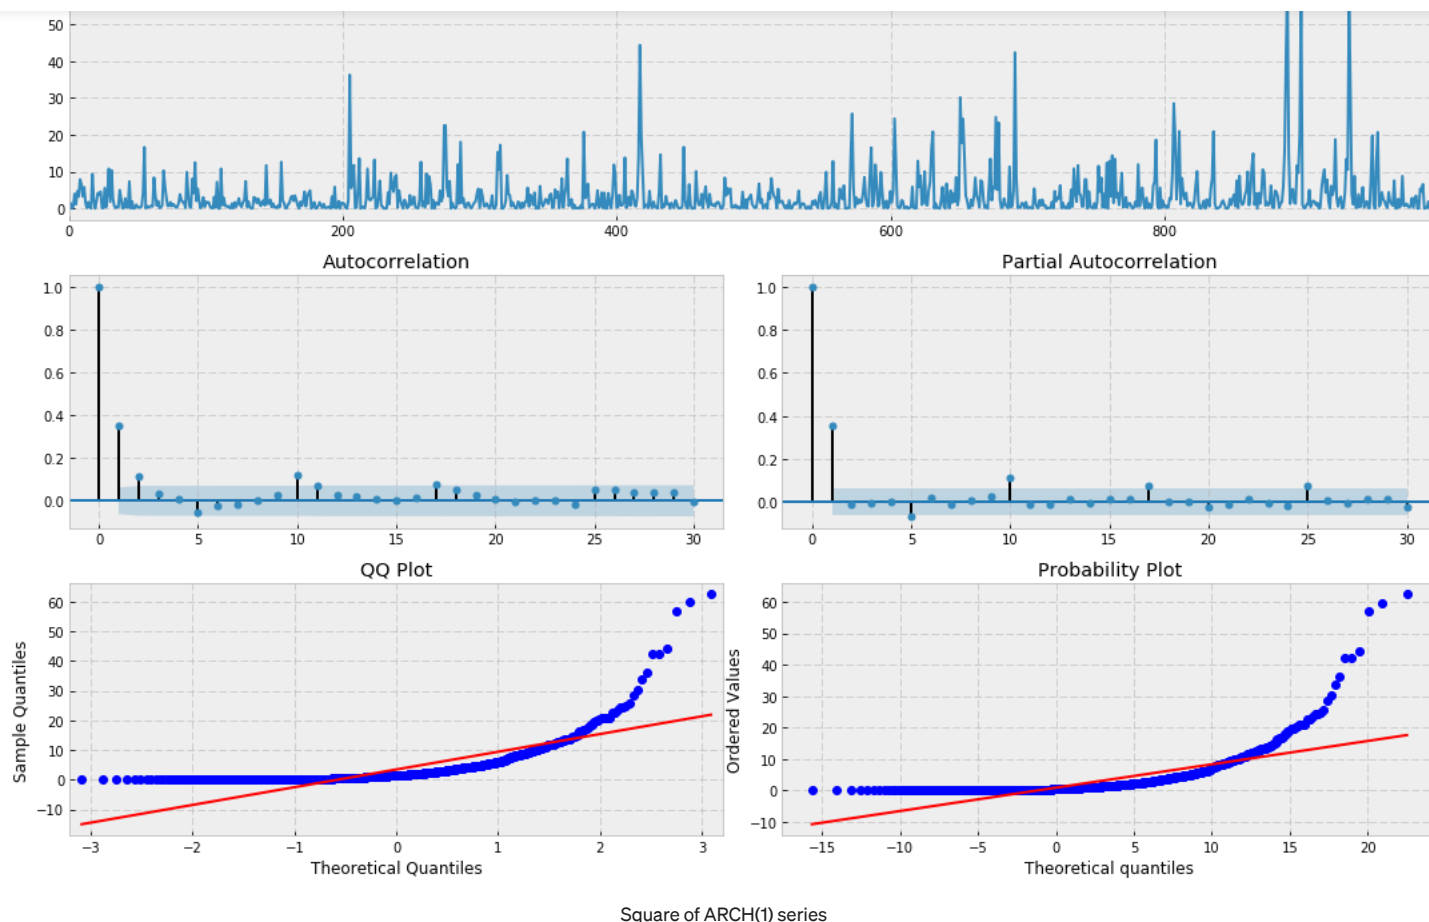 50
40
30
20
10
0
0 200 400 600 800
Autocorrelation
1.0
0.8
0.6
0.4
0.2
0.0
0 5 10 15 20 25 30
Partial Autocorrelation
1.0
0.8
0.6
0.4
0.2
0.0
0 5 10 15 20 25 30
QQ Plot
Sample Quantiles
60
50
40
30
20
10
0
−10
−3 −2 −1 0 1 2 3
Theoretical Quantiles
Probability Plot
Ordered Values
60
50
40
30
20
10
0
−10
−15 −10 −5 0 5 10 15 20
Theoretical quantiles
Square of ARCH(1) series